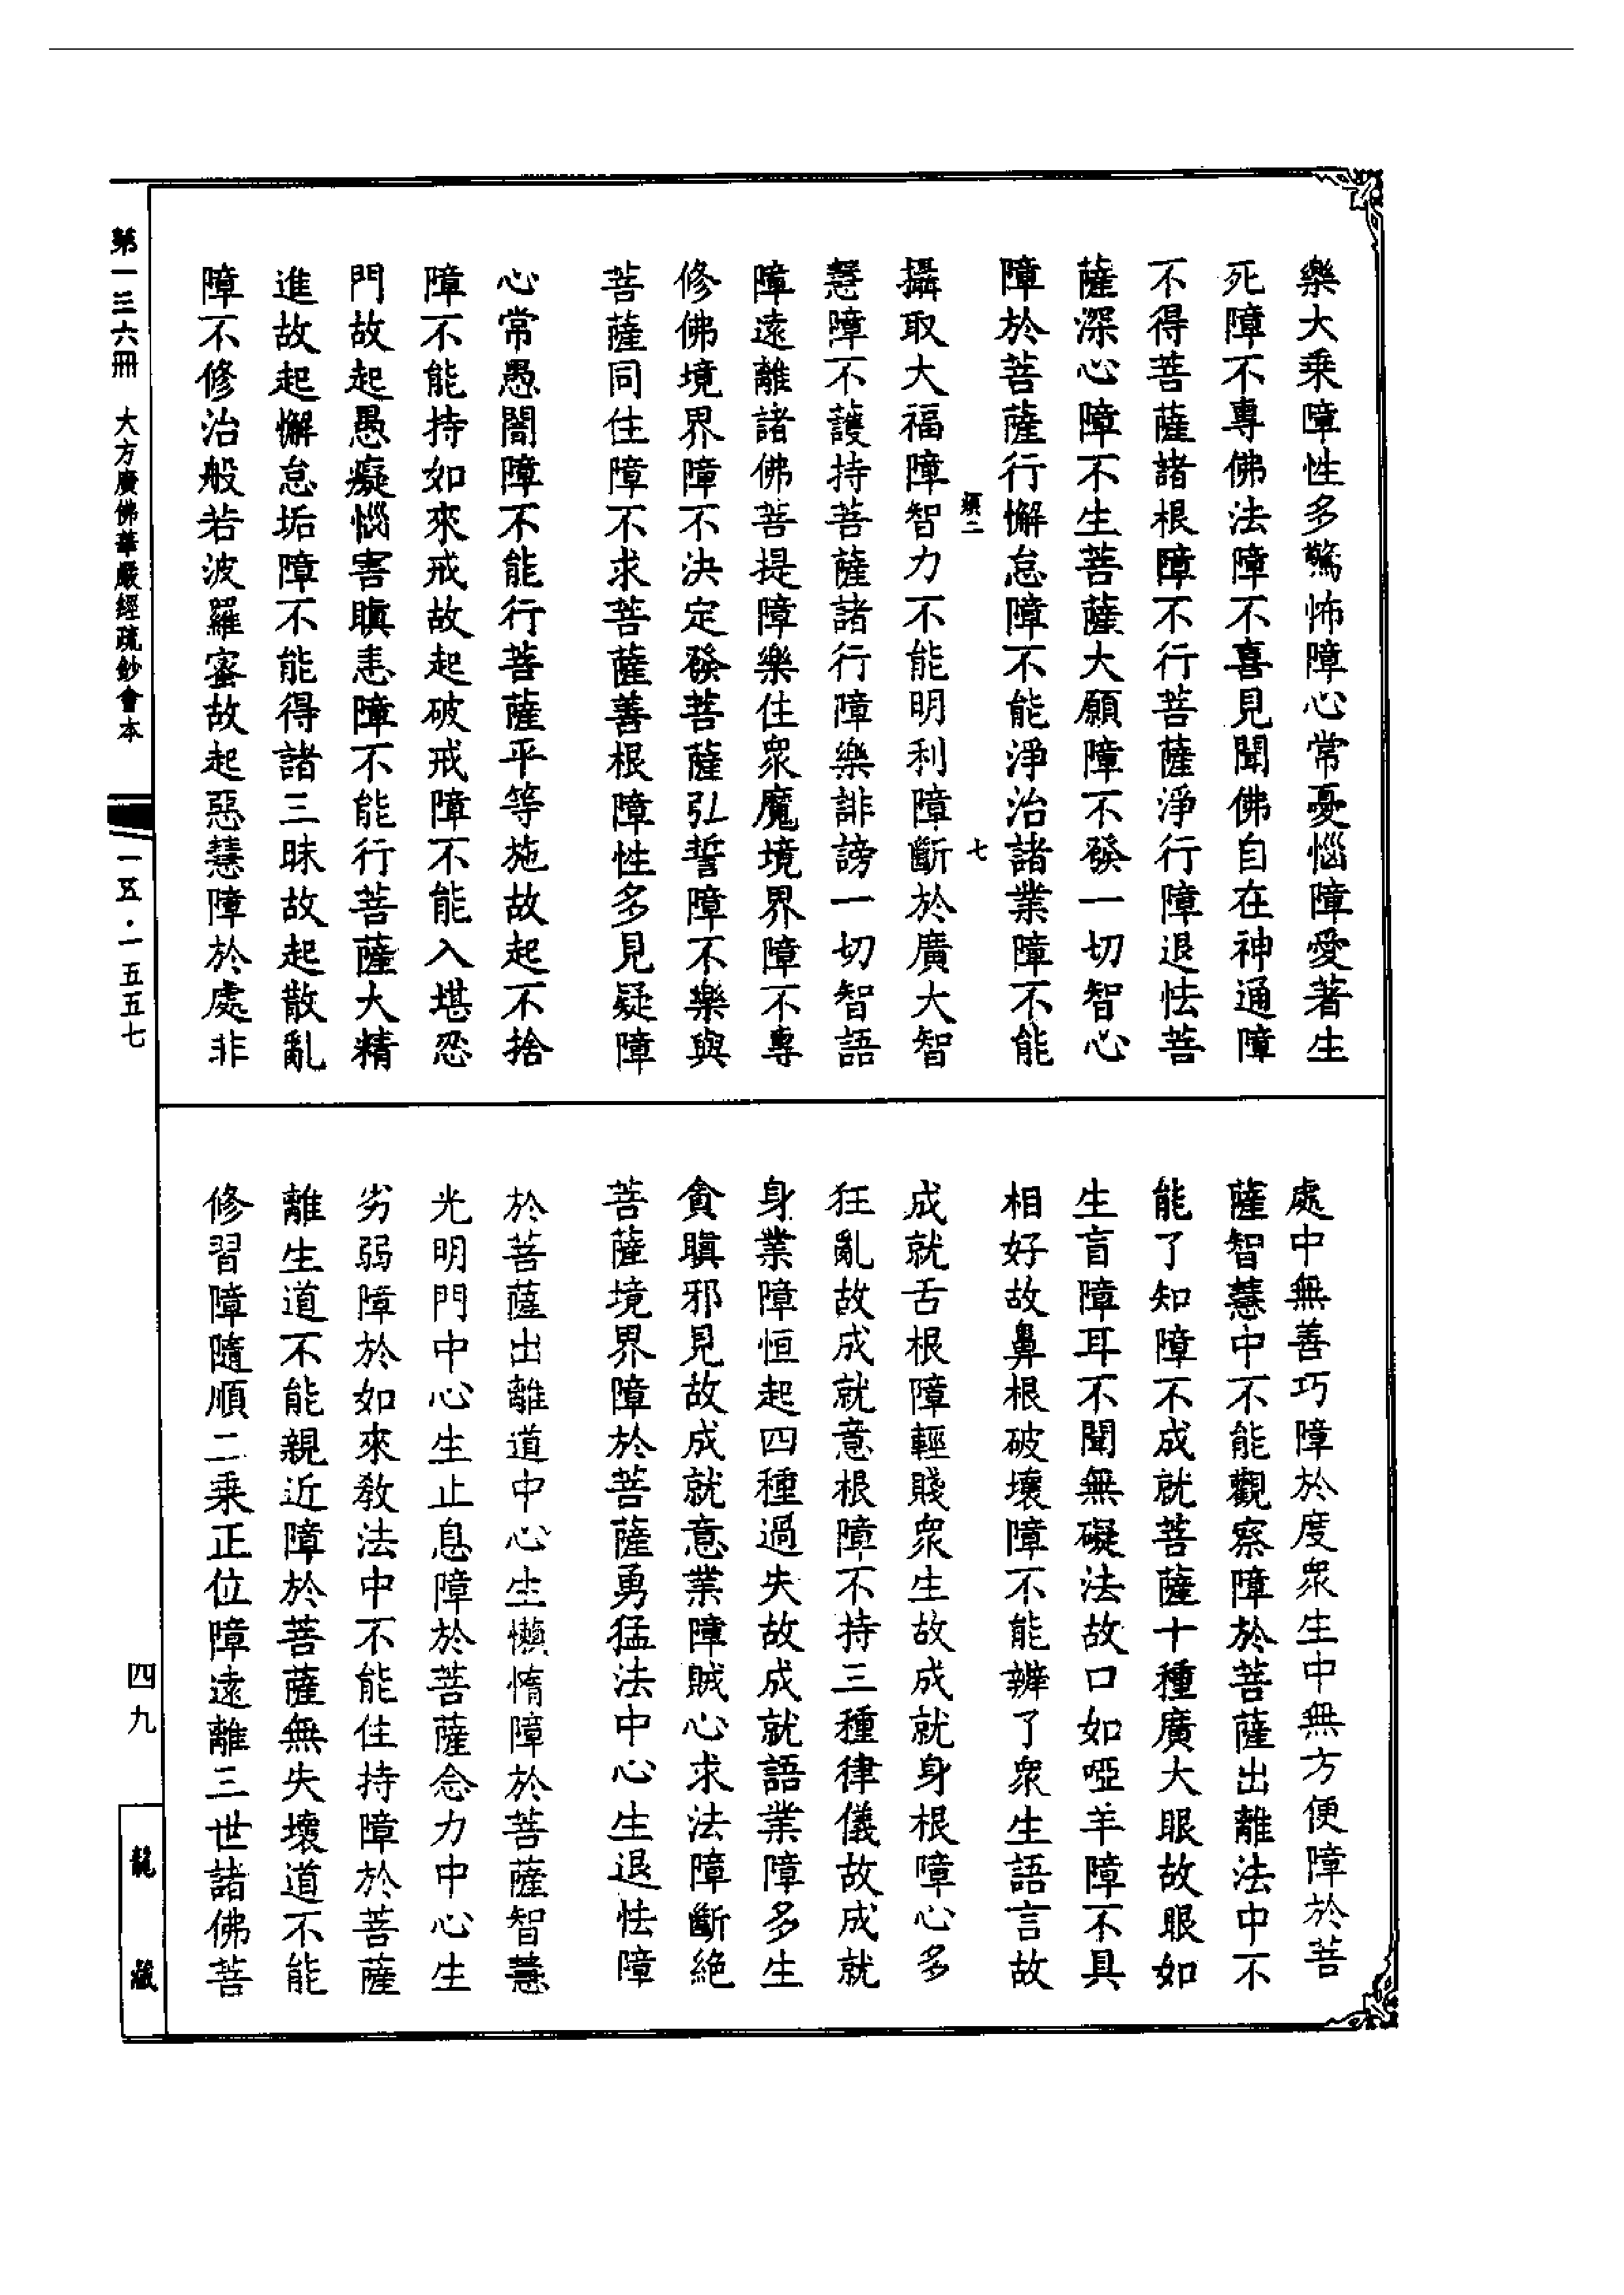 樂大乘障性多驚怖障心常憂惱障愛著生
死障不專佛法障不喜見聞佛自在神通障
不得菩薩諸根障不行菩薩淨行障退怯菩
薩深心障不生菩薩大願障不發一切智心
障於菩薩行懈怠障不能淨治諸業障不能
七
攝取大福障智力不能明利障斷於廣大智
慧障不護持菩薩諸行障樂誹謗一切智語
障遠離諸佛菩提障樂住眾魔境界障不專
修佛境界障不決定發菩薩弘誓障不樂與
菩薩同住障不求菩薩善根障性多見疑障
心常愚闇障不能行菩薩平等施故起不捨
障不能持如來戒故起破戒障不能入堪忍
門故起愚癡惱害瞋恚障不能行菩薩大精
進故起懈怠垢障不能得諸三昧故起散亂
障不修治般若波羅蜜故起惡慧障於處非
處中無善巧障於度眾生中無方便障於菩
薩智慧中不能觀察障於菩薩出離法中不
能了知障不成就菩薩十種廣大眼故眼如
生盲障耳不聞無礙法故口如啞羊障不具
相好故鼻根破壞障不能辨了眾生語言故
成就舌根障輕賤眾生故成就身根障心多
狂亂故成就意根障不持三種律儀故成就
身業障恒起四種過失故成就語業障多生
貪瞋邪見故成就意業障賊心求法障斷絕
菩薩境界障於菩薩勇猛法中心生退怯障
於菩薩出離道中心生懶惰障於菩薩智慧
光明門中心生止息障於菩薩念力中心生
劣弱障於如來教法中不能住持障於菩薩
離生道不能親近障於菩薩無失壞道不能
修習障隨順二乘正位障遠離三世諸佛菩
第一三六冊 大方廣佛華嚴經疏鈔會本
一五·一五五七
四九
龍藏